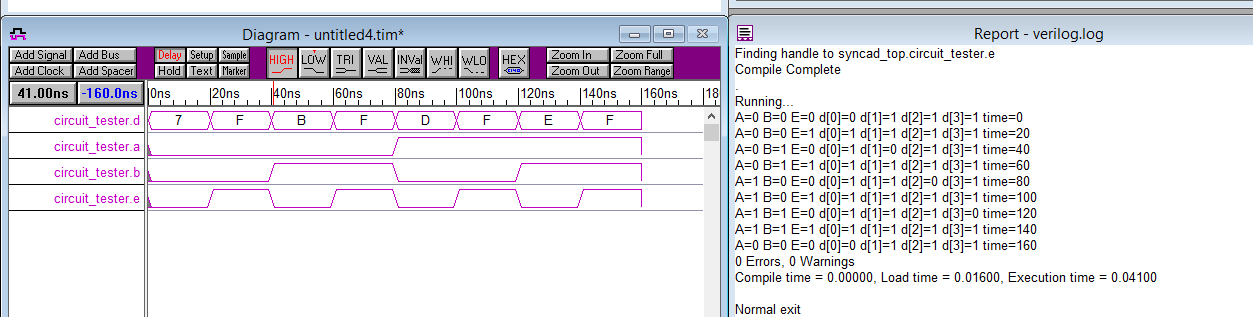 Diagram - untitled4.tim*
Add Signal Add Bus Delay Setup Sample HIGH LOW TRI VAL INVal WHI WLO HEX Zoom In Zoom Full
Add Clock Add Spacer Hold Text Marker Zoom Out Zoom Range
41.00ns -160.0ns 0ns 20ns 40ns 60ns 80ns 100ns 120ns 140ns 160ns 18
circuit_tester.d 7 F B F D F E F
circuit_tester.a
circuit_tester.b
circuit_tester.e
Report - verilog.log
Finding handle to syncad_top.circuit_tester.e
Compile Complete
.
Running...
A=0 B=0 E=0 d[0]=0 d[1]=1 d[2]=1 d[3]=1 time=0
A=0 B=0 E=1 d[0]=1 d[1]=1 d[2]=1 d[3]=1 time=20
A=0 B=1 E=0 d[0]=1 d[1]=0 d[2]=1 d[3]=1 time=40
A=0 B=1 E=1 d[0]=1 d[1]=1 d[2]=1 d[3]=1 time=60
A=1 B=0 E=0 d[0]=1 d[1]=1 d[2]=0 d[3]=1 time=80
A=1 B=0 E=1 d[0]=1 d[1]=1 d[2]=1 d[3]=1 time=100
A=1 B=1 E=0 d[0]=1 d[1]=1 d[2]=1 d[3]=0 time=120
A=1 B=1 E=1 d[0]=1 d[1]=1 d[2]=1 d[3]=1 time=140
A=0 B=0 E=0 d[0]=0 d[1]=1 d[2]=1 d[3]=1 time=160
0 Errors, 0 Warnings
Compile time = 0.00000, Load time = 0.01600, Execution time = 0.04100
Normal exit